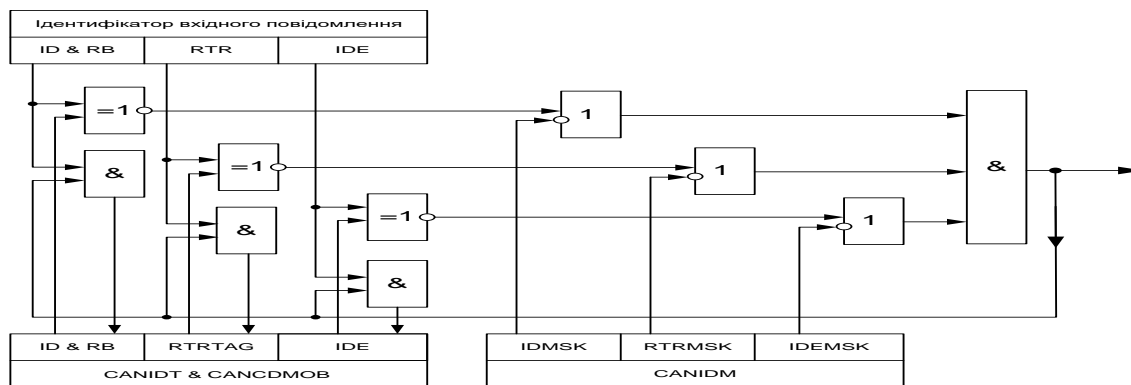 Ідентифікатор вхідного повідомлення
ID & RB RTR IDE
=1 1
& =1 1 &
& =1 1
&
ID & RB RTRTAG IDE IDMSK RTRMSK IDEMSK
CANIDT & CANCDMOB CANIDM